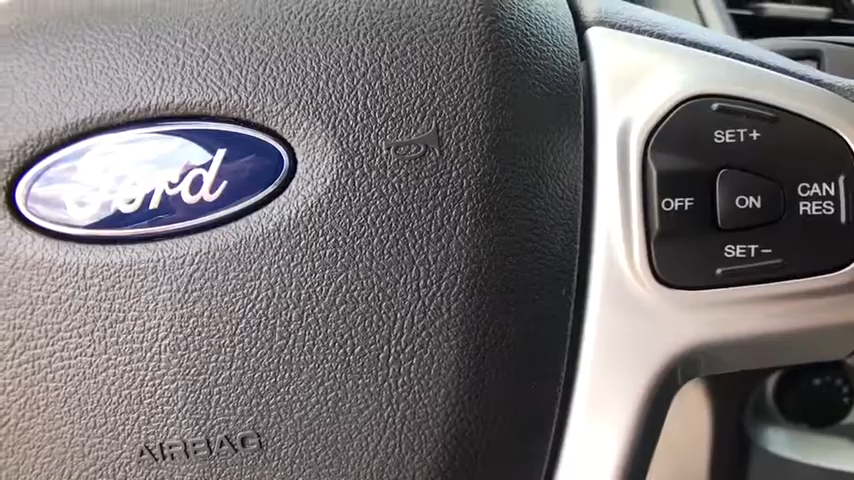 Ford
SET+
OFF
ON
CAN
RES
SET-
AIRBAG